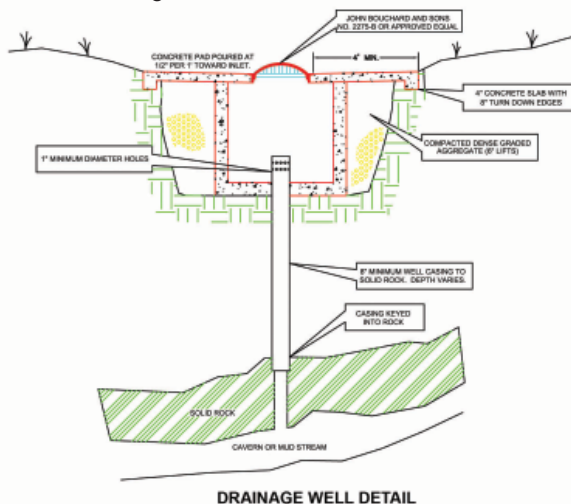 JOHN BOUCHARD AND SONS
NO. 2275-B OR APPROVED EQUAL
CONCRETE PAD POURED AT
1/2" PER 1' TOWARD INLET.
4" MIN.
4" CONCRETE SLAB WITH
8" TURN DOWN EDGES
COMPACTED DENSE GRADED
AGGREGATE (6" LIFTS)
1" MINIMUM DIAMETER HOLES
8" MINIMUM WELL CASING TO
SOLID ROCK. DEPTH VARIES.
CASING KEYED
INTO ROCK
SOLID ROCK
CAVERN OR MUD STREAM
DRAINAGE WELL DETAIL